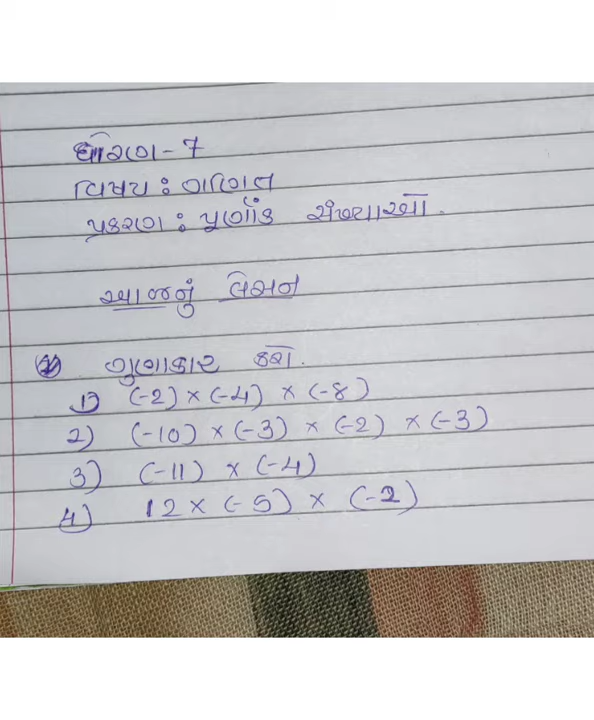 ધોરણ - 7
વિષય : ગણિત
પ્રકરણ : પૂર્ણાંક સંખ્યાઓ.
આજનું લેસન
ગુણાકાર કરો.
1) (-2) × (-4) × (-8)
2) (-10) × (-3) × (-2) × (-3)
3) (-11) × (-4)
4) 12 × (-5) × (-2)